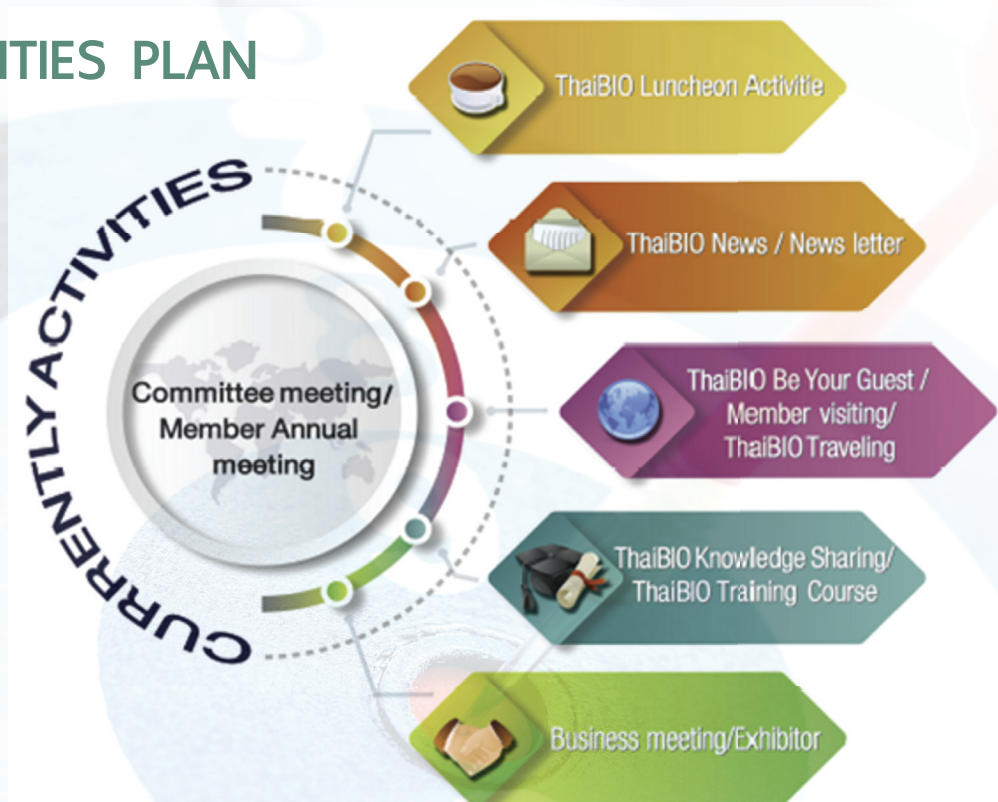 ITIES PLAN
CURRENTLY ACTIVITIES
Committee meeting/
Member Annual
meeting
ThaiBIO Luncheon Activitie
ThaiBIO News / News letter
ThaiBIO Be Your Guest /
Member visiting/
ThaiBIO Traveling
ThaiBIO Knowledge Sharing/
ThaiBIO Training Course
Business meeting/Exhibitor